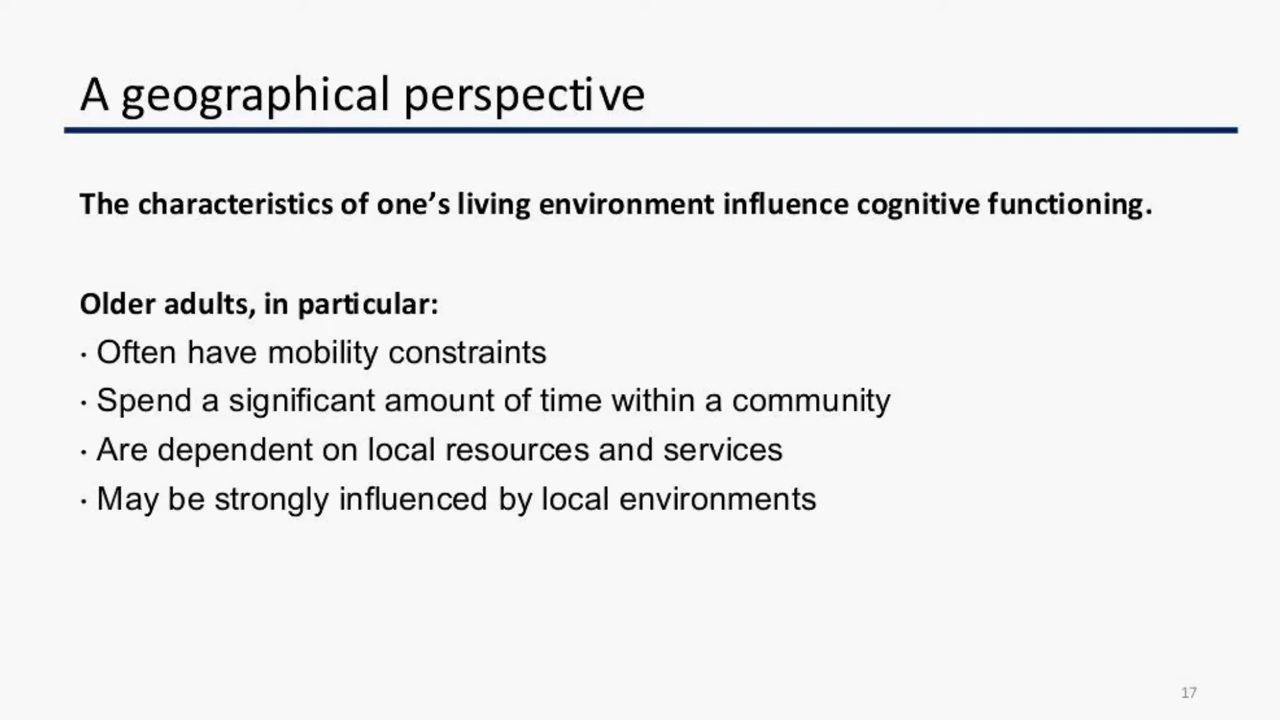 A geographical perspective
The characteristics of one’s living environment influence cognitive functioning.
Older adults, in particular:
· Often have mobility constraints
· Spend a significant amount of time within a community
· Are dependent on local resources and services
· May be strongly influenced by local environments
17